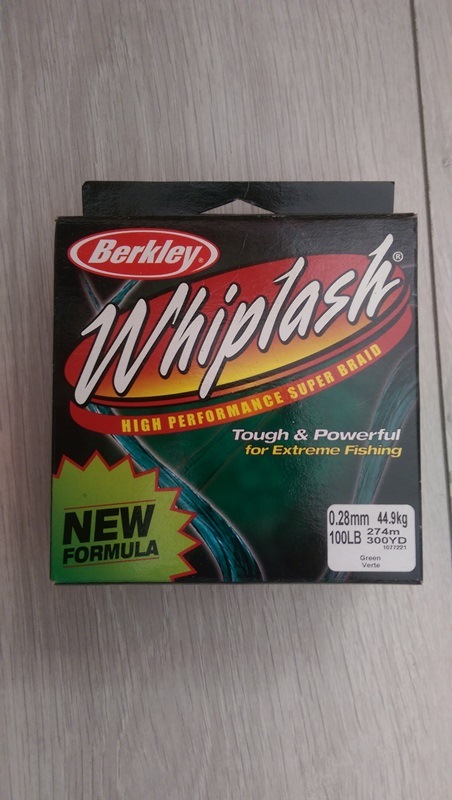 Berkley®
Whiplash®
HIGH PERFORMANCE SUPER BRAID
Tough & Powerful
for Extreme Fishing
NEW
FORMULA
0.28mm 44.9kg
100LB 274m
300YD
1077221
Green
Verte